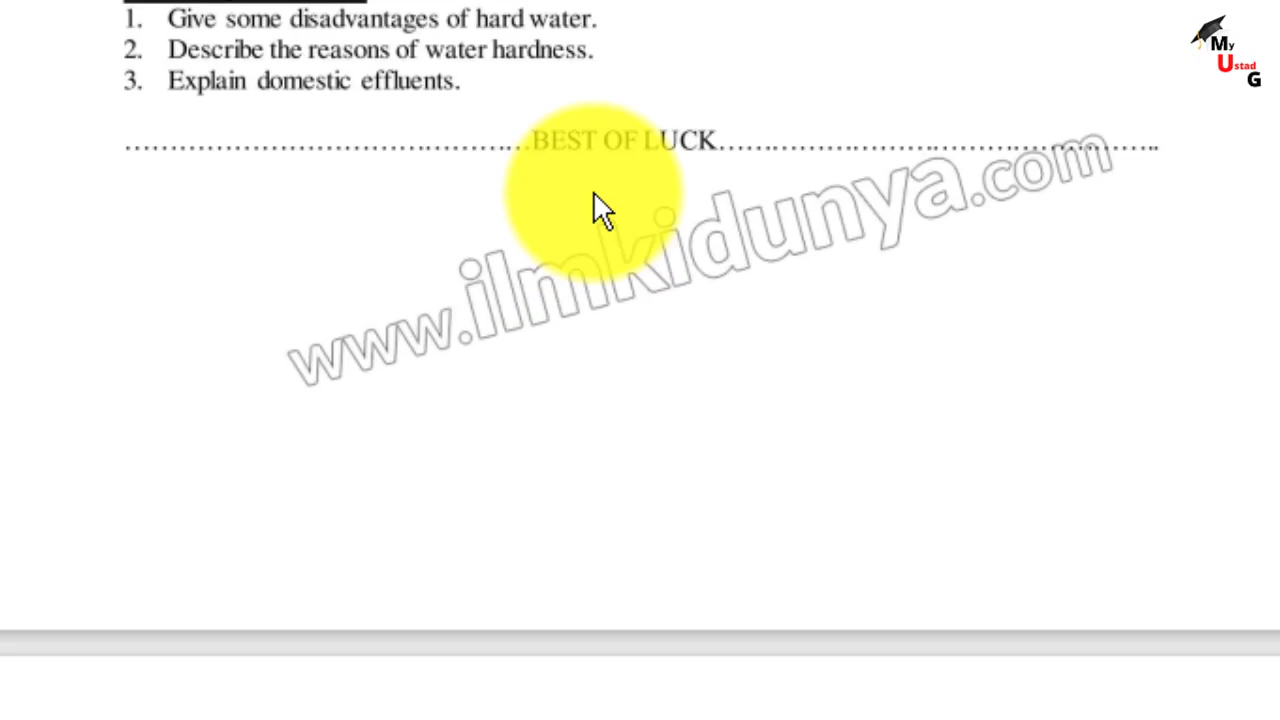 1. Give some disadvantages of hard water.
2. Describe the reasons of water hardness.
3. Explain domestic effluents.
My
Ustad
G
.............................................BEST OF LUCK.................................................
www.ilmkidunya.com